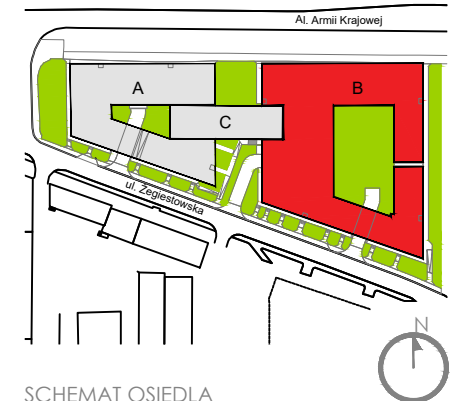 Al. Armii Krajowej
A
B
C
ul. Żegiestowska
N
SCHEMAT OSIEDLA